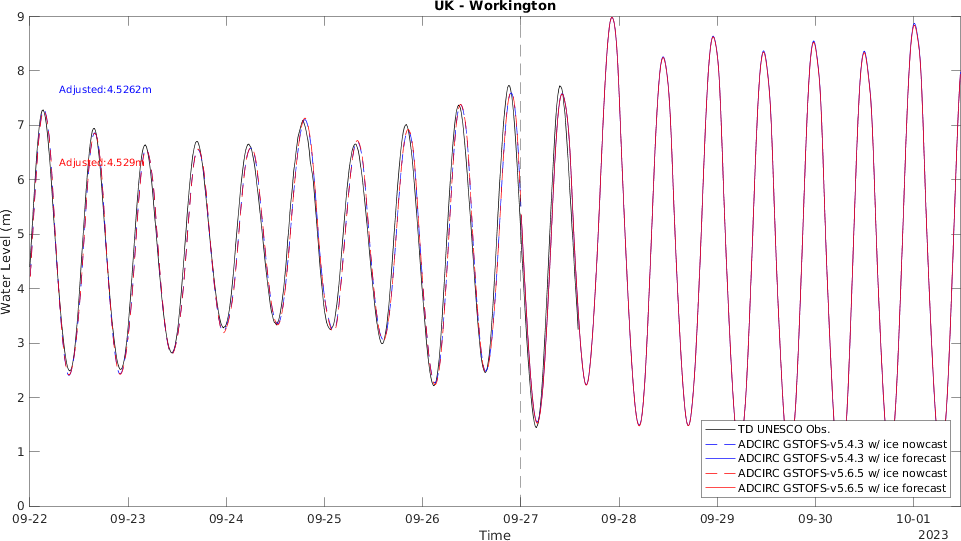 UK - Workington
9
8
7
6
5
4
3
2
1
0
Water Level (m)
Adjusted:4.5262m
Adjusted:4.529m
TD UNESCO Obs.
ADCIRC GSTOFS-v5.4.3 w/ ice nowcast
ADCIRC GSTOFS-v5.4.3 w/ ice forecast
ADCIRC GSTOFS-v5.6.5 w/ ice nowcast
ADCIRC GSTOFS-v5.6.5 w/ ice forecast
09-22 09-23 09-24 09-25 09-26 09-27 09-28 09-29 09-30 10-01
Time
2023